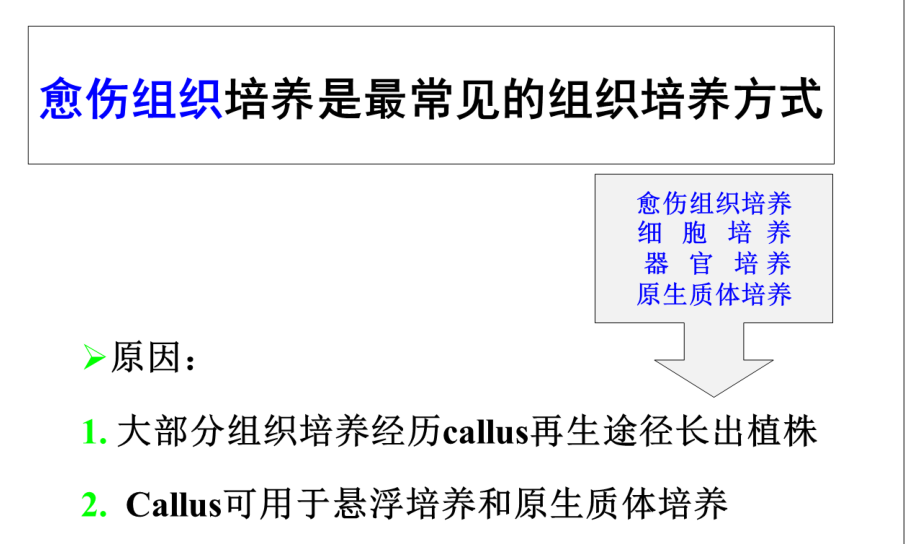 愈伤组织培养是最常见的组织培养方式
愈伤组织培养
细 胞 培 养
器 官 培 养
原生质体培养
➢原因：
1. 大部分组织培养经历callus再生途径长出植株
2. Callus可用于悬浮培养和原生质体培养